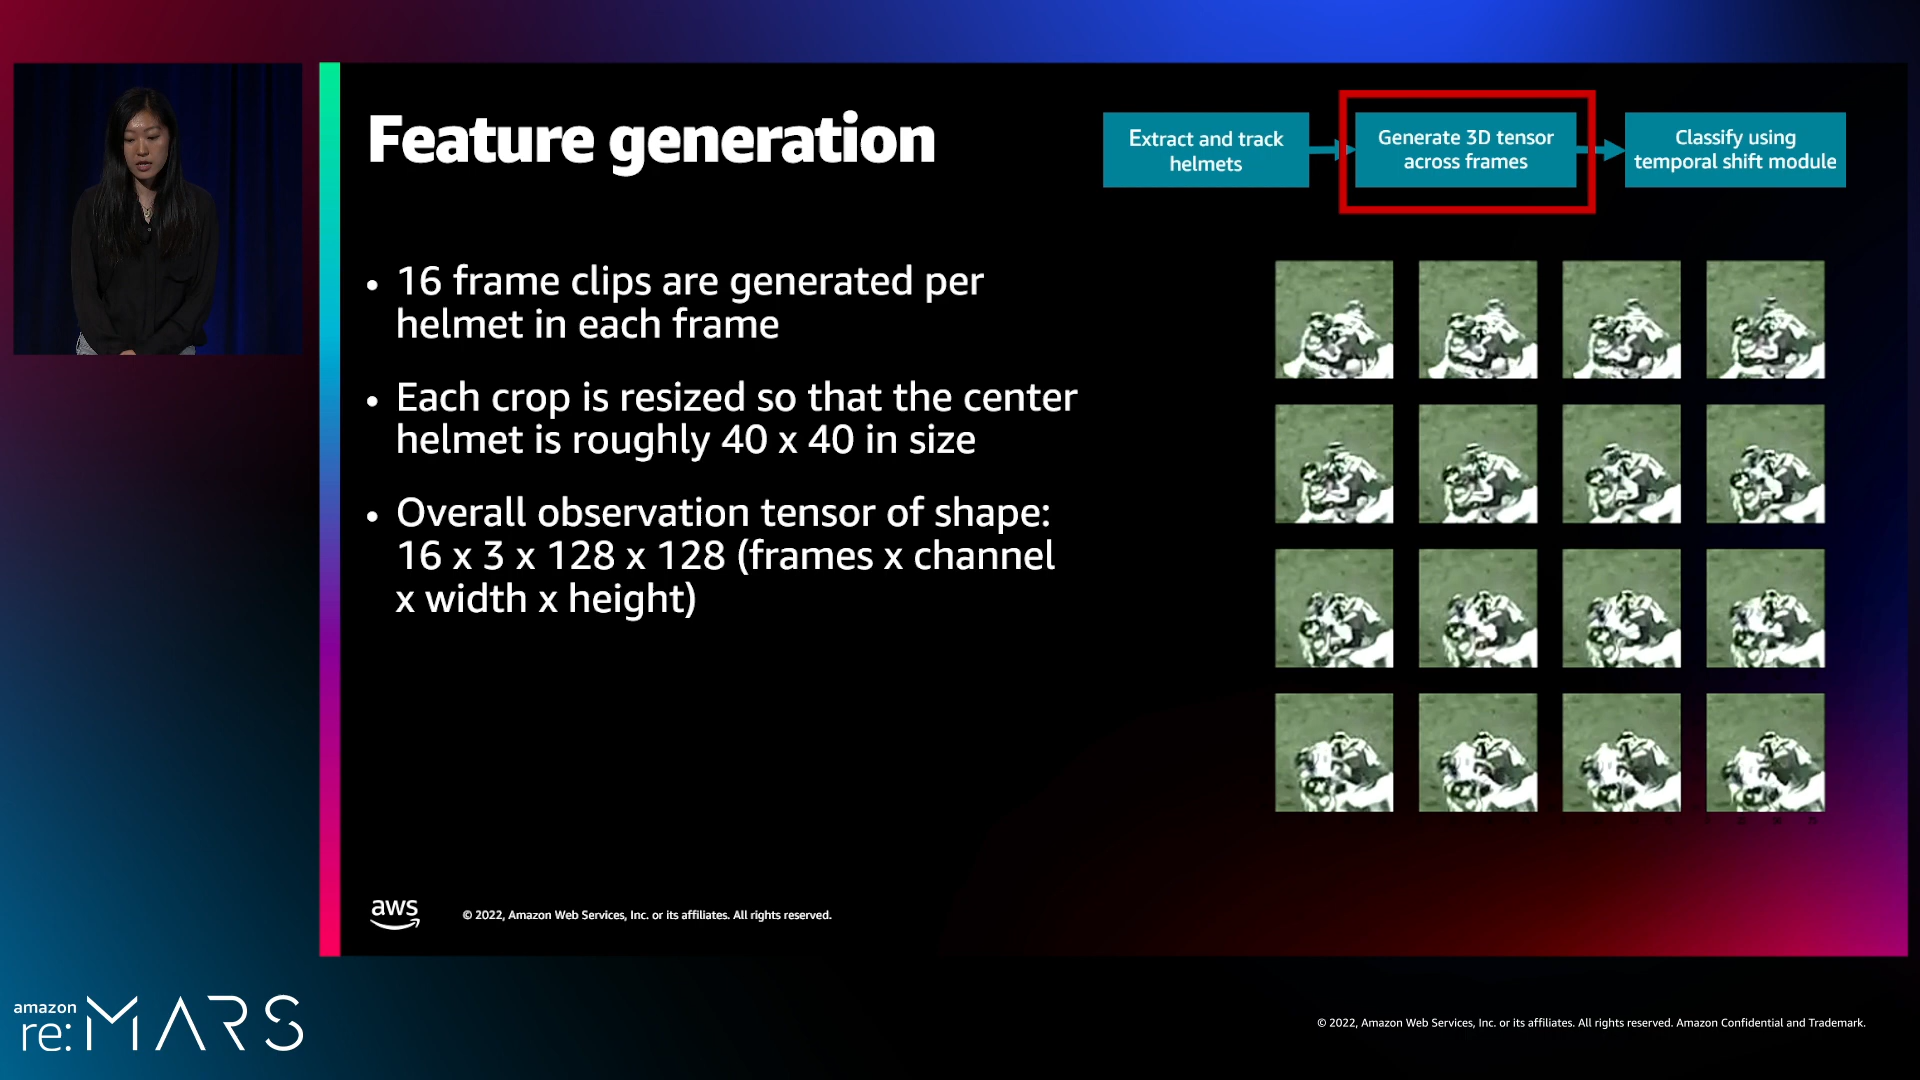 Feature generation
Extract and track
helmets
Generate 3D tensor
across frames
Classify using
temporal shift module
• 16 frame clips are generated per
helmet in each frame
• Each crop is resized so that the center
helmet is roughly 40 x 40 in size
• Overall observation tensor of shape:
16 x 3 x 128 x 128 (frames x channel
x width x height)
aws
© 2022, Amazon Web Services, Inc. or its affiliates. All rights reserved.
amazon
re:MARS
© 2022, Amazon Web Services, Inc. or its affiliates. All rights reserved. Amazon Confidential and Trademark.